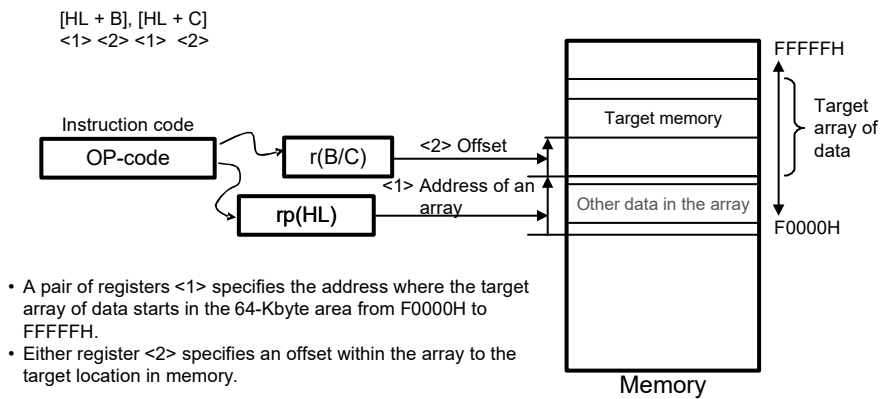 [HL + B], [HL + C]
<1> <2> <1> <2>
Instruction code
OP-code
r(B/C)
rp(HL)
<2> Offset
<1> Address of an
array
Target memory
Other data in the array
FFFFFH
Target
array of
data
F0000H
Memory
• A pair of registers <1> specifies the address where the target
array of data starts in the 64-Kbyte area from F0000H to
FFFFFH.
• Either register <2> specifies an offset within the array to the
target location in memory.